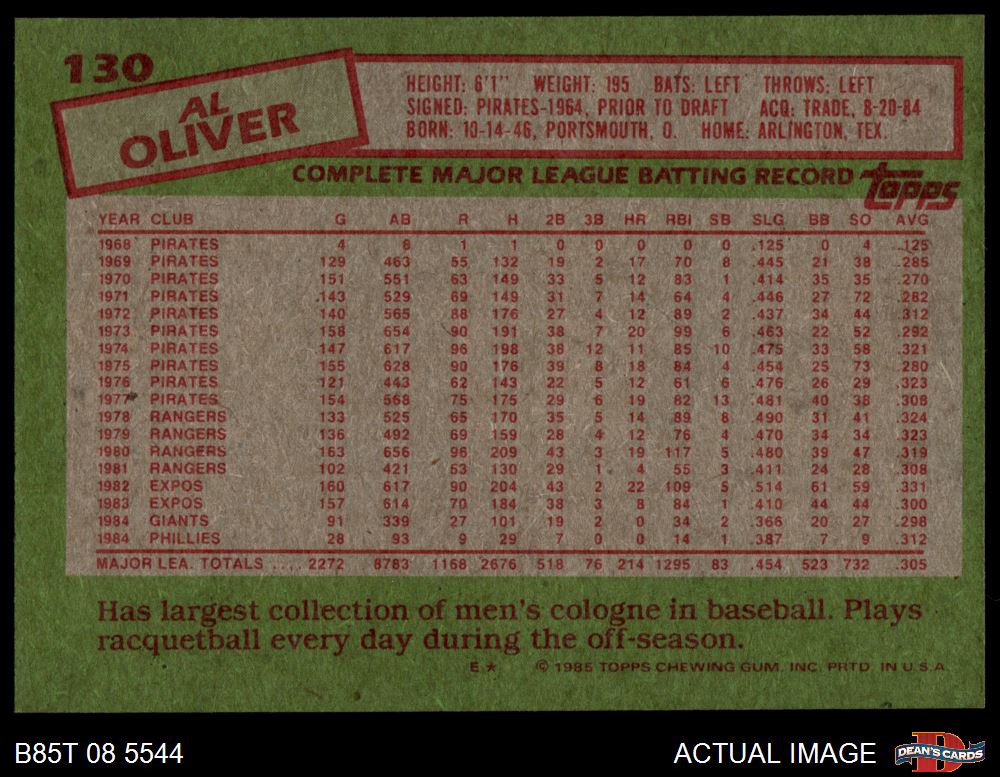 130
AL
OLIVER
HEIGHT: 6'1" WEIGHT: 195 BATS: LEFT THROWS: LEFT
SIGNED: PIRATES-1964, PRIOR TO DRAFT ACQ: TRADE, 8-20-84
BORN: 10-14-46, PORTSMOUTH, O. HOME: ARLINGTON, TEX.
COMPLETE MAJOR LEAGUE BATTING RECORD topps
YEAR CLUB G AB R H 2B 3B HR RBI SB SLG BB SO AVG
1968 PIRATES 4 8 1 1 0 0 0 0 0 .125 0 4 .125
1969 PIRATES 129 463 55 132 19 2 17 70 8 .445 21 38 .285
1970 PIRATES 151 551 63 149 33 5 12 83 1 .414 35 35 .270
1971 PIRATES 143 529 69 149 31 7 14 64 4 .446 27 72 .282
1972 PIRATES 140 565 88 176 27 4 12 89 2 .437 34 44 .312
1973 PIRATES 158 654 90 191 38 7 20 99 6 .463 22 52 .292
1974 PIRATES 147 617 96 198 38 12 11 85 10 .475 33 58 .321
1975 PIRATES 155 628 90 176 39 8 18 84 4 .454 25 73 .280
1976 PIRATES 121 443 62 143 22 5 12 61 6 .476 26 29 .323
1977 PIRATES 154 568 75 175 29 6 19 82 13 .481 40 38 .308
1978 RANGERS 133 525 65 170 35 5 14 89 8 .490 31 41 .324
1979 RANGERS 136 492 69 159 28 4 12 76 4 .470 34 34 .323
1980 RANGERS 163 656 96 209 43 3 19 117 5 .480 39 47 .319
1981 RANGERS 102 421 53 130 29 1 4 55 3 .411 24 28 .308
1982 EXPOS 160 617 90 204 43 2 22 109 5 .514 61 59 .331
1983 EXPOS 157 614 70 184 38 3 8 84 1 .410 44 44 .300
1984 GIANTS 91 339 27 101 19 2 0 34 2 .366 20 27 .298
1984 PHILLIES 28 93 9 29 7 0 0 14 1 .387 7 9 .312
MAJOR LEA. TOTALS .... 2272 8783 1168 2676 518 76 214 1295 83 .454 523 732 .305
Has largest collection of men's cologne in baseball. Plays
racquetball every day during the off-season.
E★ © 1985 TOPPS CHEWING GUM, INC. PRTD. IN U.S.A.
B85T 08 5544 ACTUAL IMAGE D DEAN'S CARDS